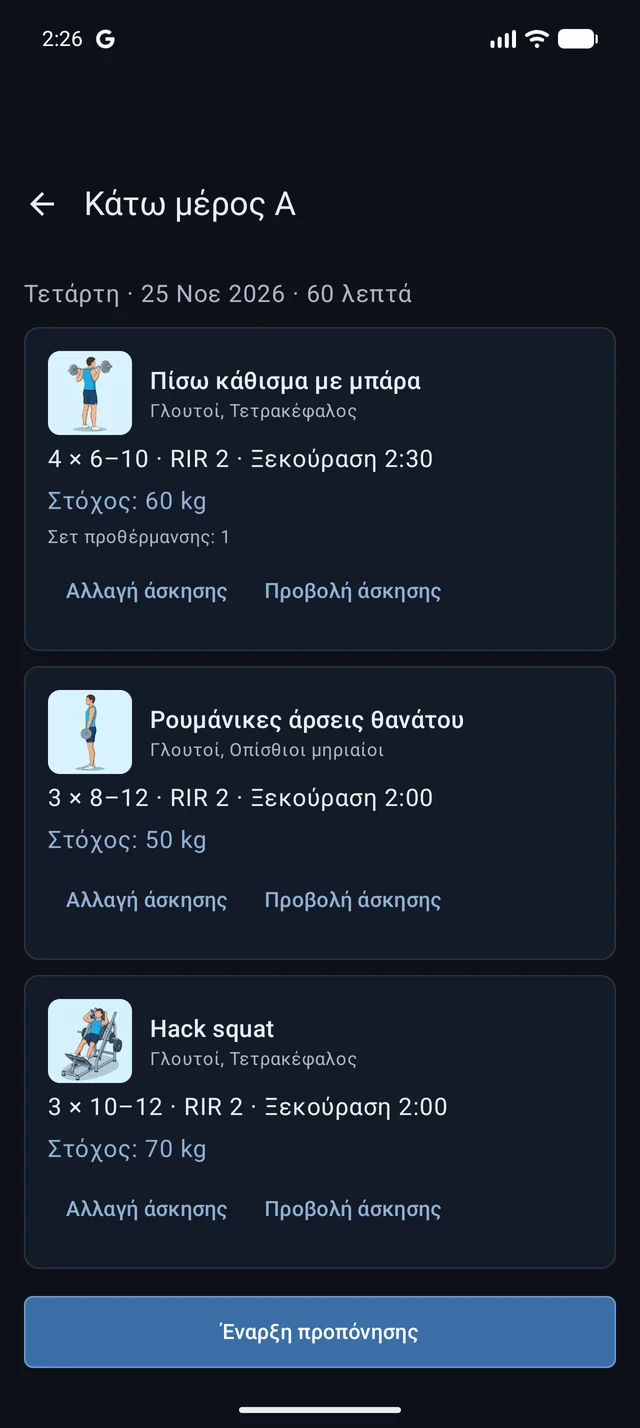 2:26 G
Κάτω μέρος Α
Τετάρτη · 25 Νοε 2026 · 60 λεπτά
Πίσω κάθισμα με μπάρα
Γλουτοί, Τετρακέφαλος
4 × 6–10 · RIR 2 · Ξεκούραση 2:30
Στόχος: 60 kg
Σετ προθέρμανσης: 1
Αλλαγή άσκησης Προβολή άσκησης
Ρουμάνικες άρσεις θανάτου
Γλουτοί, Οπίσθιοι μηριαίοι
3 × 8–12 · RIR 2 · Ξεκούραση 2:00
Στόχος: 50 kg
Αλλαγή άσκησης Προβολή άσκησης
Hack squat
Γλουτοί, Τετρακέφαλος
3 × 10–12 · RIR 2 · Ξεκούραση 2:00
Στόχος: 70 kg
Αλλαγή άσκησης Προβολή άσκησης
Έναρξη προπόνησης